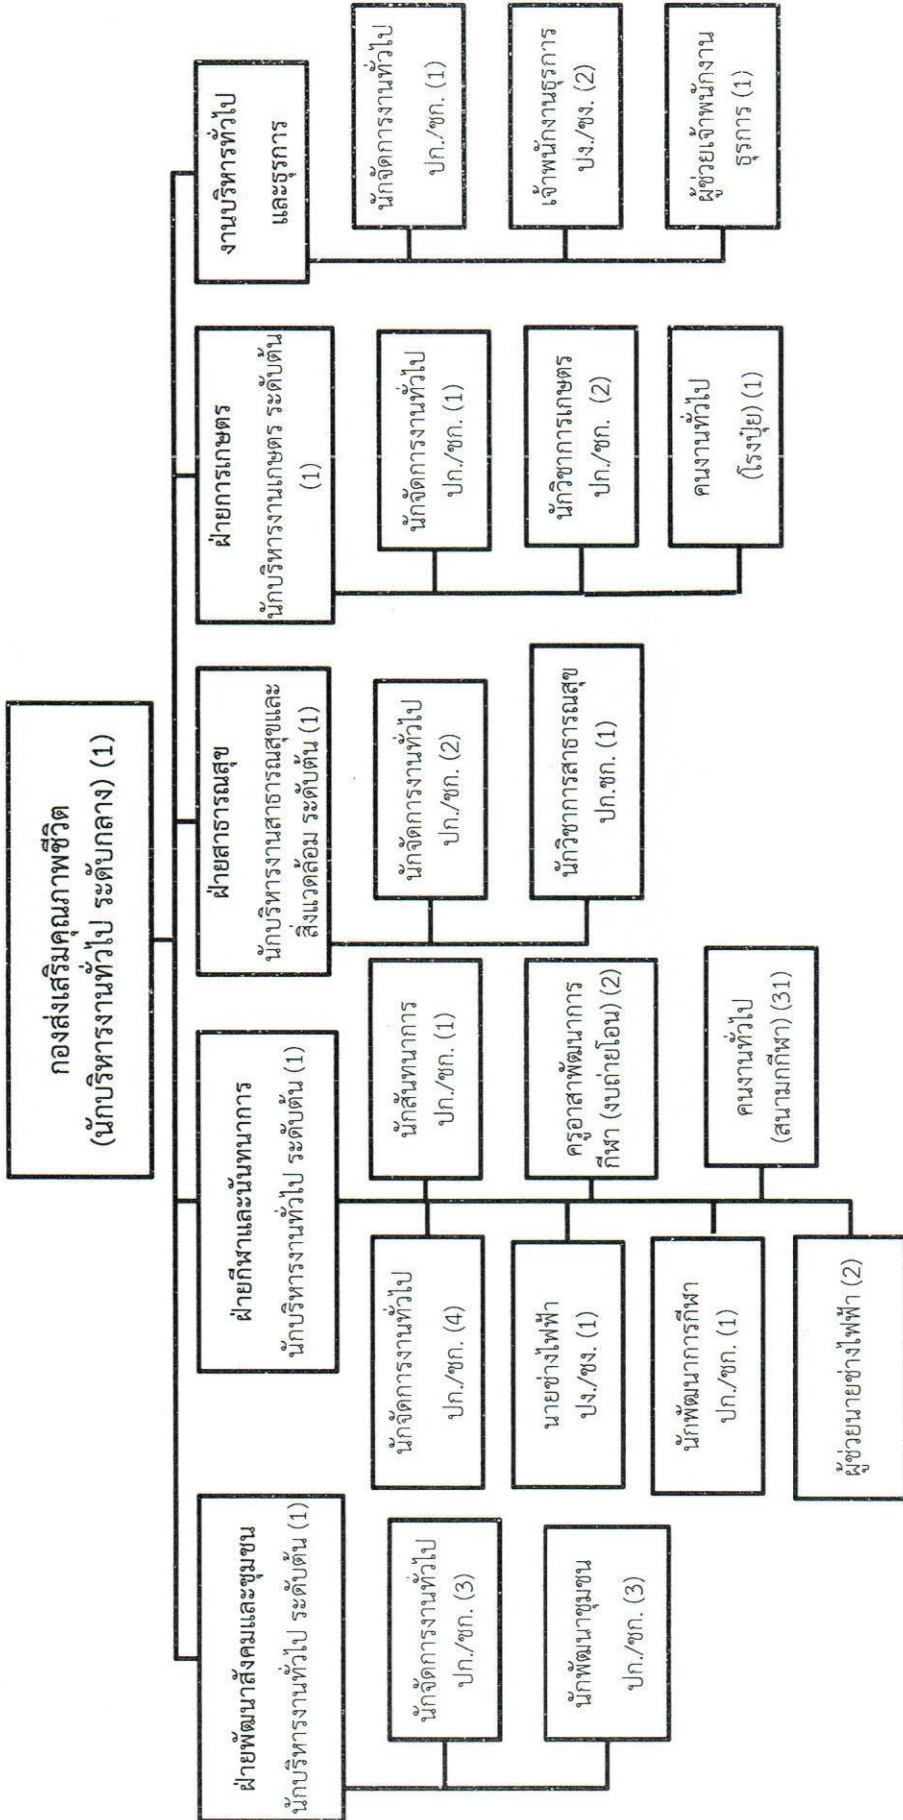 กองส่งเสริมคุณภาพชีวิต
(นักบริหารงานทั่วไป ระดับกลาง) (1)
ฝ่ายพัฒนาสังคมและชุมชน
นักบริหารงานทั่วไป ระดับต้น (1)
นักจัดการงานทั่วไป
ปก./ชก. (3)
นักพัฒนาชุมชน
ปก./ชก. (3)
ฝ่ายกีฬาและนันทนาการ
นักบริหารงานทั่วไป ระดับต้น (1)
นักจัดการงานทั่วไป
ปก./ชก. (4)
นักสันทนาการ
ปก./ชก. (1)
นายช่างไฟฟ้า
ปง./ชง. (1)
ครูอาสาพัฒนาการ
กีฬา (งบถ่ายโอน) (2)
นักพัฒนาการกีฬา
ปก./ชก. (1)
คนงานทั่วไป
(สนามกกีฬา) (31)
ผู้ช่วยนายช่างไฟฟ้า (2)
ฝ่ายสาธารณสุข
นักบริหารงานสาธารณสุขและ
สิ่งแวดล้อม ระดับต้น (1)
นักจัดการงานทั่วไป
ปก./ชก. (2)
นักวิชาการสาธารณสุข
ปก.ชก. (1)
ฝ่ายการเกษตร
นักบริหารงานเกษตร ระดับต้น
(1)
นักจัดการงานทั่วไป
ปก./ชก. (1)
นักวิชาการเกษตร
ปก./ชก. (2)
คนงานทั่วไป
(โรงปุ๋ย) (1)
งานบริหารทั่วไป
และธุรการ
นักจัดการงานทั่วไป
ปก./ชก. (1)
เจ้าพนักงานธุรการ
ปง./ชง. (2)
ผู้ช่วยเจ้าพนักงาน
ธุรการ (1)